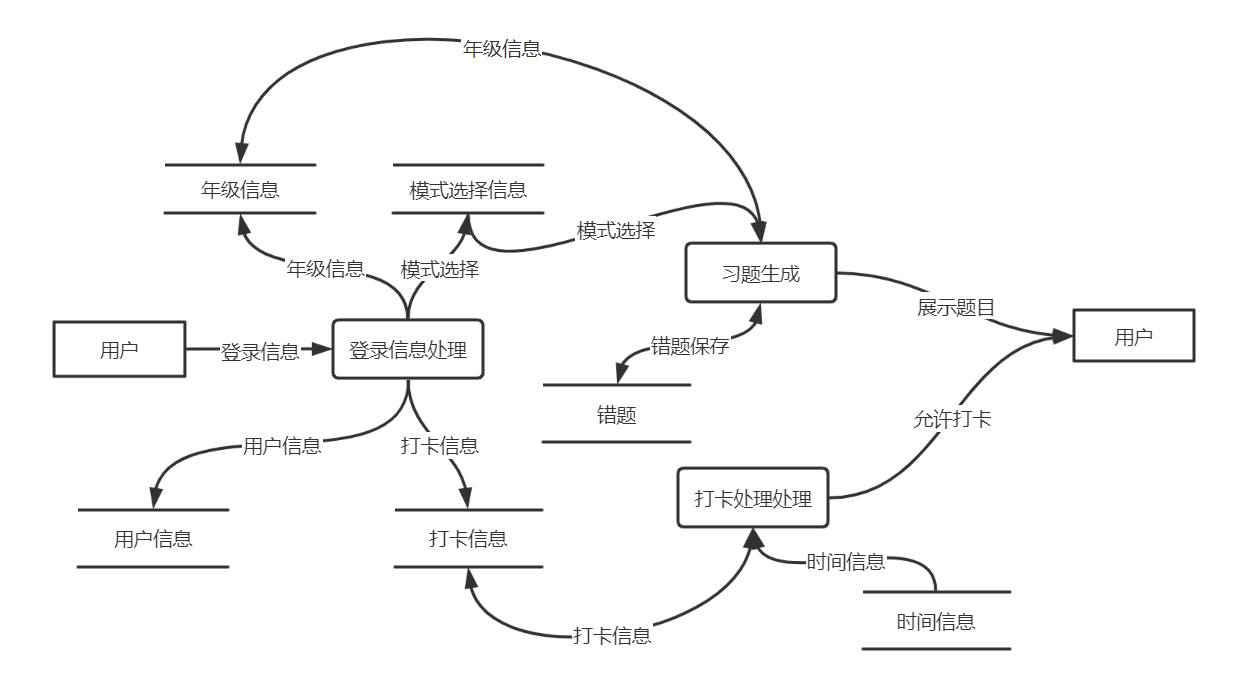 年级信息
年级信息
模式选择信息
模式选择
年级信息
模式选择
习题生成
展示题目
用户
登录信息
登录信息处理
错题保存
用户
错题
允许打卡
用户信息
打卡信息
打卡处理处理
用户信息
打卡信息
时间信息
时间信息
打卡信息